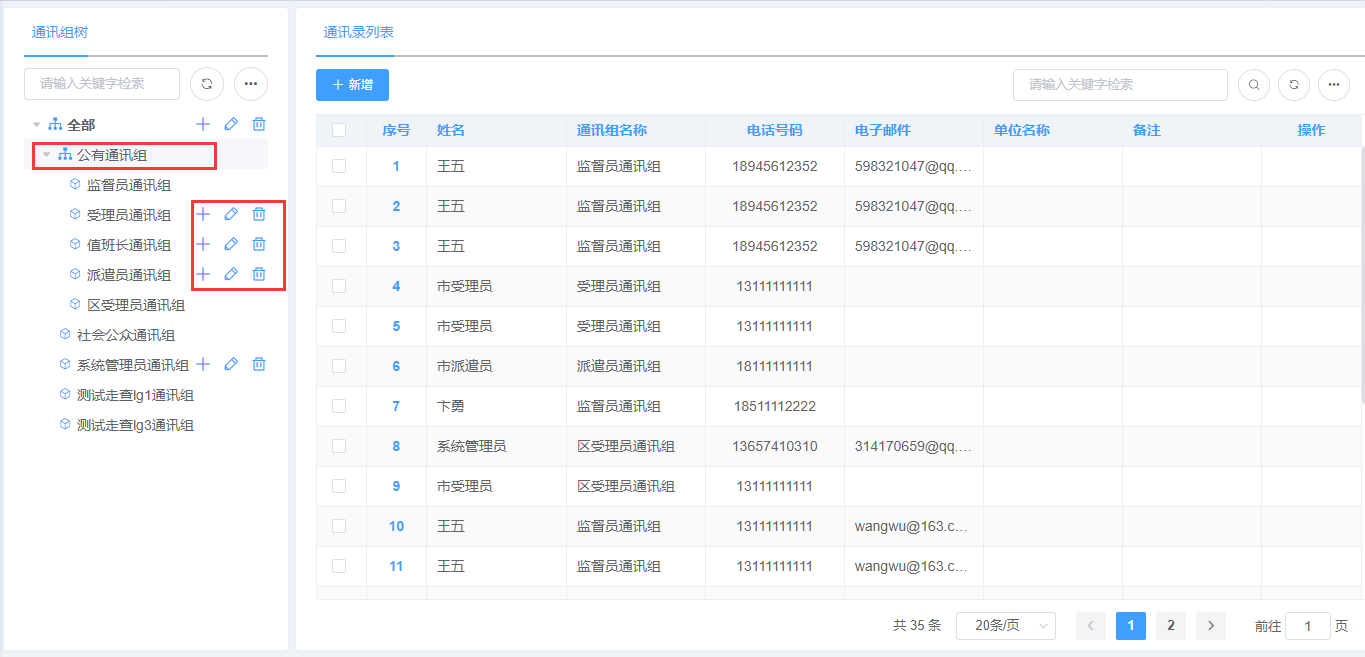 通讯组树
请输入关键字检索
全部
公有通讯组
监督员通讯组
受理员通讯组
值班长通讯组
派遣员通讯组
区受理员通讯组
社会公众通讯组
系统管理员通讯组
测试走查lg1通讯组
测试走查lg3通讯组
通讯录列表
+ 新增
请输入关键字检索
序号 姓名 通讯组名称 电话号码 电子邮件 单位名称 备注 操作
1 王五 监督员通讯组 18945612352 598321047@qq....
2 王五 监督员通讯组 18945612352 598321047@qq....
3 王五 监督员通讯组 18945612352 598321047@qq....
4 市受理员 受理员通讯组 13111111111
5 市受理员 受理员通讯组 13111111111
6 市派遣员 派遣员通讯组 18111111111
7 卞勇 监督员通讯组 18511112222
8 系统管理员 区受理员通讯组 13657410310 314170659@qq....
9 市受理员 区受理员通讯组 13111111111
10 王五 监督员通讯组 13111111111 wangwu@163.c...
11 王五 监督员通讯组 13111111111 wangwu@163.c...
共 35 条 20条/页 < 1 2 > 前往 1 页